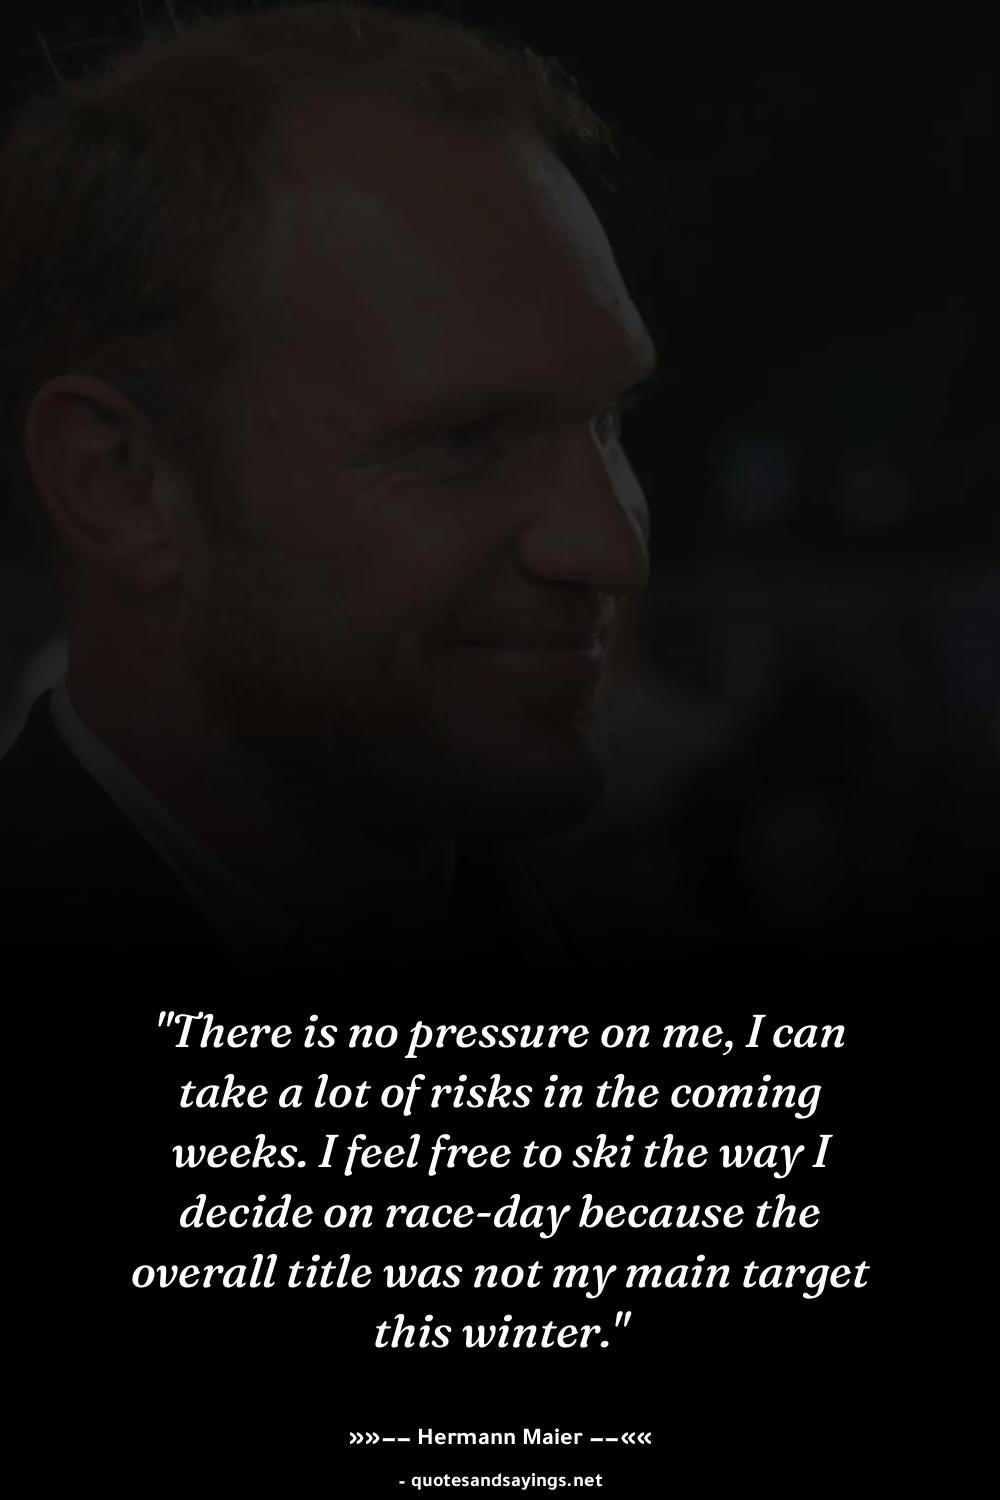 "There is no pressure on me, I can
take a lot of risks in the coming
weeks. I feel free to ski the way I
decide on race-day because the
overall title was not my main target
this winter."
»»–– Hermann Maier ––««
- quotesandsayings.net